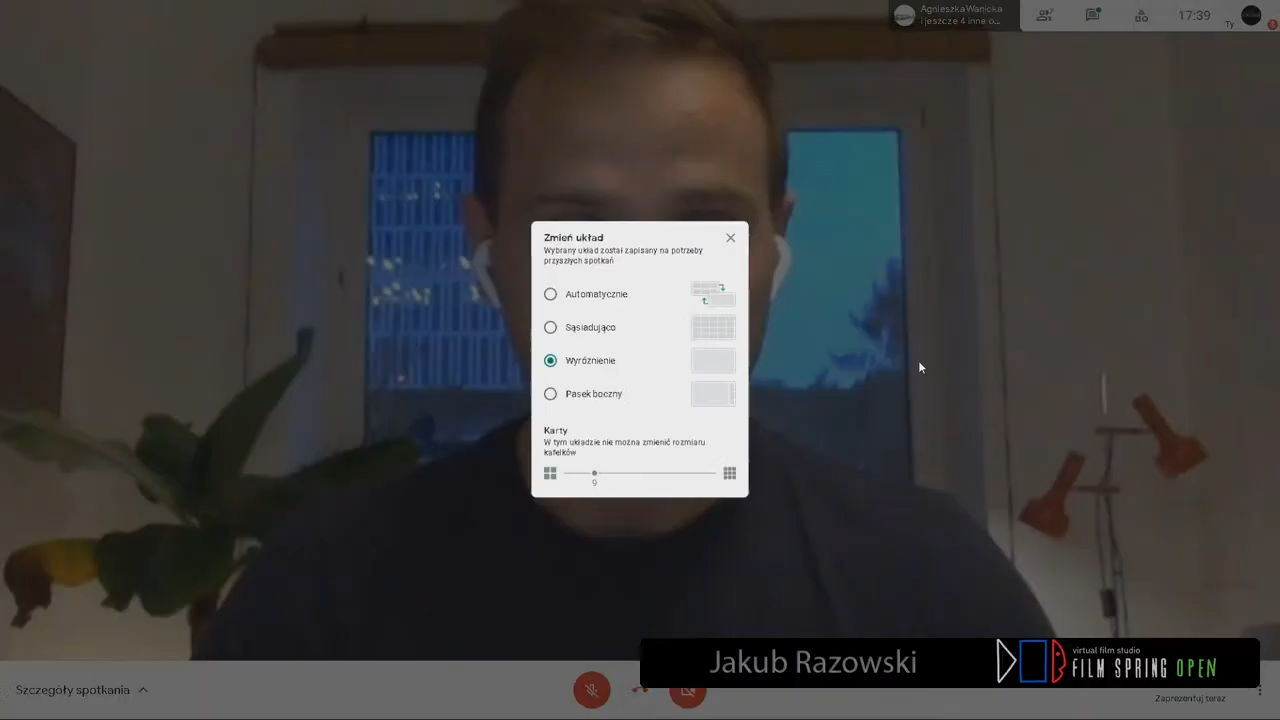 Agnieszka Wanicka
i jeszcze 4 inne o...
17:39
Ty
Zmień układ
Wybrany układ został zapisany na potrzeby
przyszłych spotkań
Automatycznie
Sąsiadująco
Wyróżnienie
Pasek boczny
Karty
W tym układzie nie można zmienić rozmiaru
kafelków
9
Jakub Razowski
virtual film studio
FILM SPRING OPEN
Szczegóły spotkania
Zaprezentuj teraz